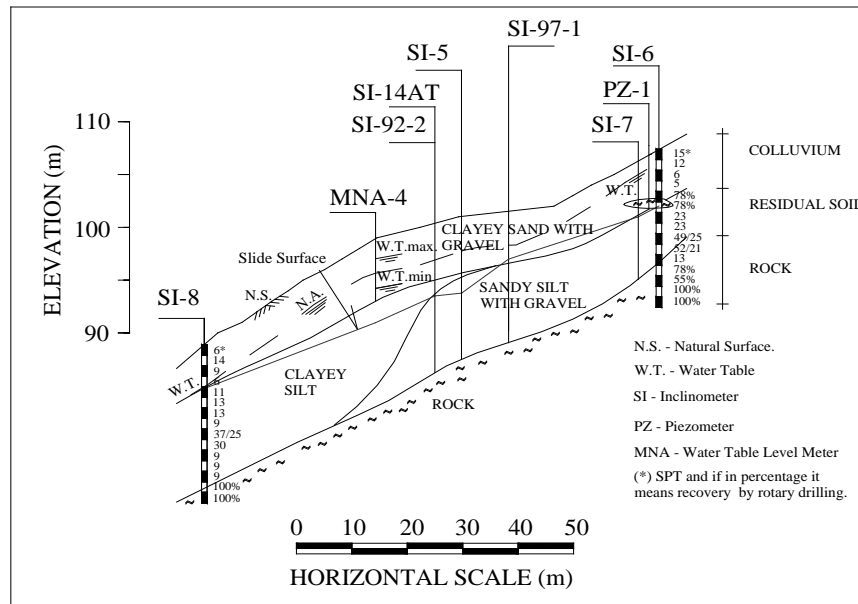 SI-97-1
SI-5
SI-6
SI-14AT
PZ-1
SI-92-2
SI-7
110
ELEVATION (m)
100
90
MNA-4
SI-8
Slide Surface
N.S.
N.A.
W.T.
W.T.max.
W.T.min
W.T.
CLAYEY SAND WITH
GRAVEL
SANDY SILT
WITH GRAVEL
CLAYEY
SILT
ROCK
15*
12
6
5
78%
78%
23
23
49/25
52/21
13
78%
55%
100%
100%
COLLUVIUM
RESIDUAL SOIL
ROCK
6*
14
9
6
11
13
13
9
37/25
30
9
9
9
100%
100%
N.S. - Natural Surface.
W.T. - Water Table
SI - Inclinometer
PZ - Piezometer
MNA - Water Table Level Meter
(*) SPT and if in percentage it
means recovery by rotary drilling.
0 10 20 30 40 50
HORIZONTAL SCALE (m)